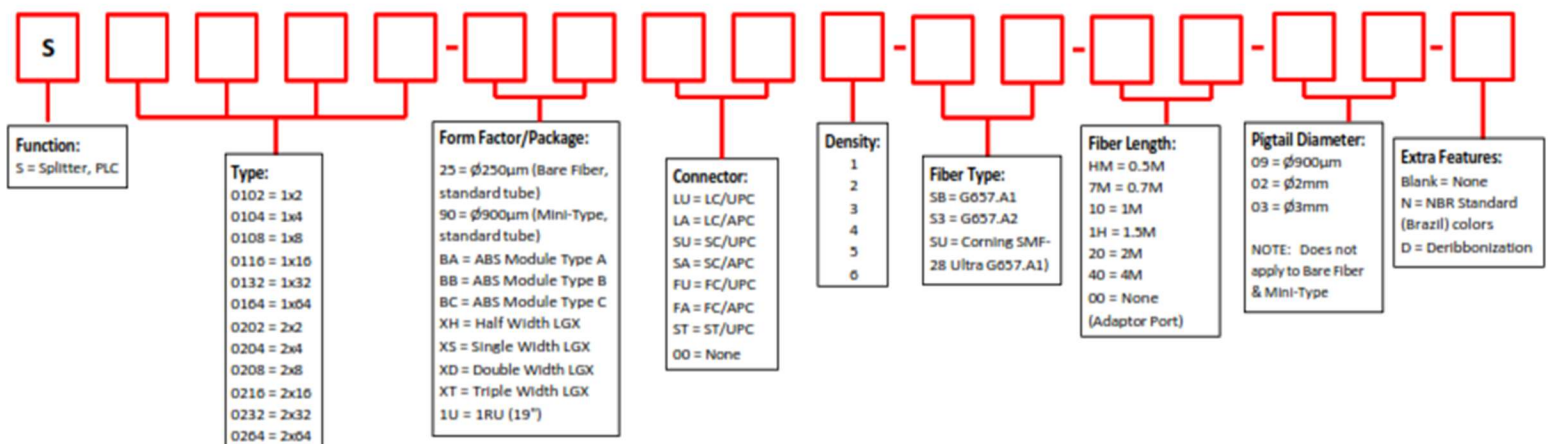 S
Function:
S = Splitter, PLC
Type:
0102 = 1x2
0104 = 1x4
0108 = 1x8
0116 = 1x16
0132 = 1x32
0164 = 1x64
0202 = 2x2
0204 = 2x4
0208 = 2x8
0216 = 2x16
0232 = 2x32
0264 = 2x64
Form Factor/Package:
25 = Ø250µm (Bare Fiber,
standard tube)
90 = Ø900µm (Mini-Type,
standard tube)
BA = ABS Module Type A
BB = ABS Module Type B
BC = ABS Module Type C
XH = Half Width LGX
XS = Single Width LGX
XD = Double Width LGX
XT = Triple Width LGX
1U = 1RU (19")
Connector:
LU = LC/UPC
LA = LC/APC
SU = SC/UPC
SA = SC/APC
FU = FC/UPC
FA = FC/APC
ST = ST/UPC
00 = None
Density:
1
2
3
4
5
6
Fiber Type:
SB = G657.A1
S3 = G657.A2
SU = Corning SMF-
28 Ultra G657.A1)
Fiber Length:
HM = 0.5M
7M = 0.7M
10 = 1M
1H = 1.5M
20 = 2M
40 = 4M
00 = None
(Adaptor Port)
Pigtail Diameter:
09 = Ø900µm
02 = Ø2mm
03 = Ø3mm
NOTE: Does not
apply to Bare Fiber
& Mini-Type
Extra Features:
Blank = None
N = NBR Standard
(Brazil) colors
D = Deribbonization